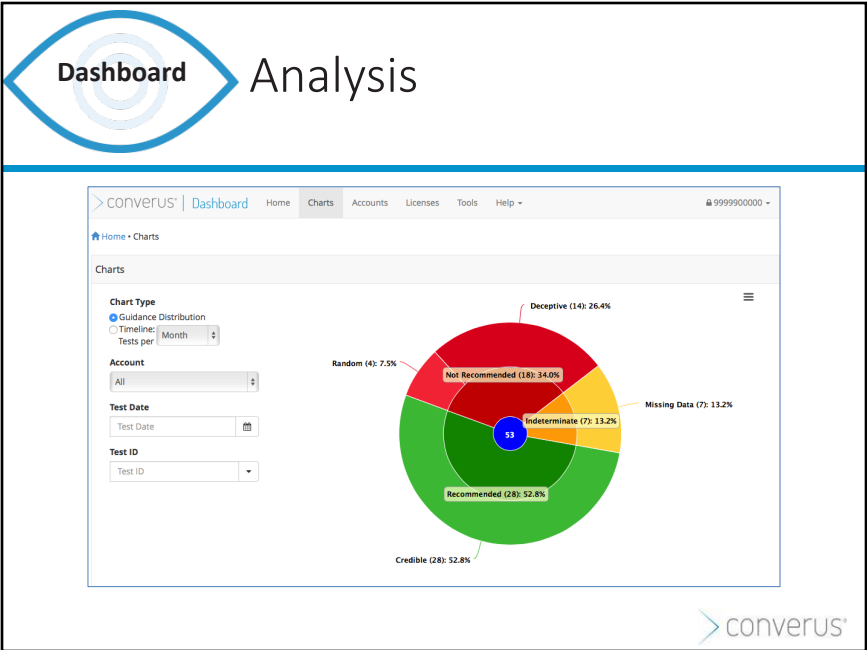 Dashboard
Analysis
converus® | Dashboard Home Charts Accounts Licenses Tools Help 9999900000
Home • Charts
Charts
Chart Type
Guidance Distribution
Timeline:
Tests per Month
Account
All
Test Date
Test Date
Test ID
Test ID
Deceptive (14): 26.4%
Random (4): 7.5%
Not Recommended (18): 34.0%
Missing Data (7): 13.2%
Indeterminate (7): 13.2%
53
Recommended (28): 52.8%
Credible (28): 52.8%
converus®